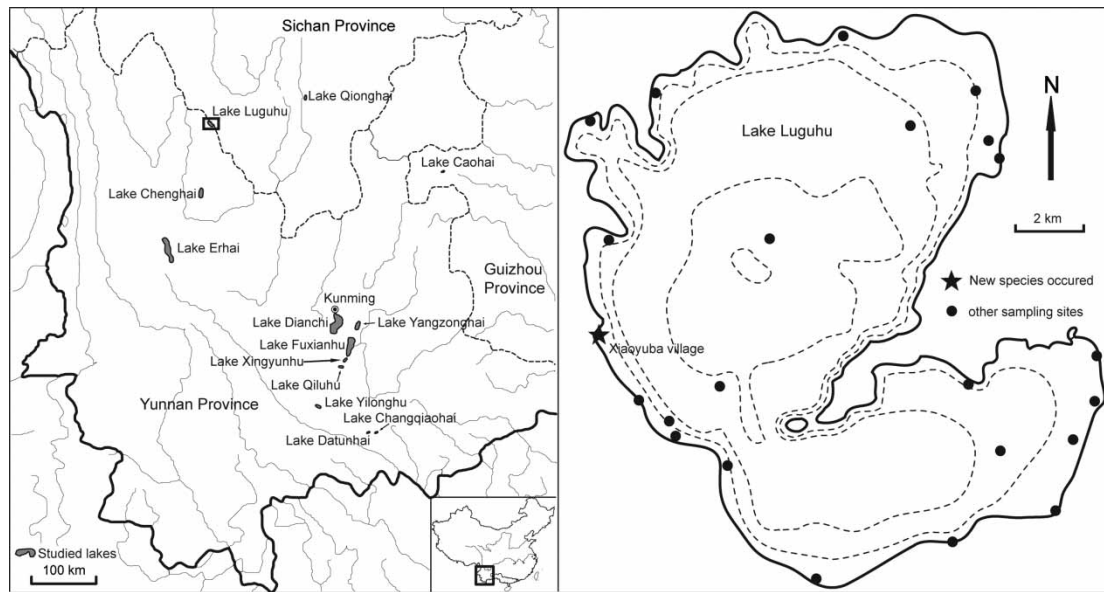 Sichan Province
Lake Qionghai
Lake Luguhu
Lake Caohai
Lake Chenghai
Lake Erhai
Guizhou
Province
Kunming
Lake Dianchi
Lake Yangzonghai
Lake Fuxianhu
Lake Xingyunhu
Lake Qiluhu
Yunnan Province
Lake Yilonghu
Lake Changqiaohai
Lake Datunhai
Studied lakes
100 km
Lake Luguhu
N
2 km
New species occured
other sampling sites
Xiaoyuba village